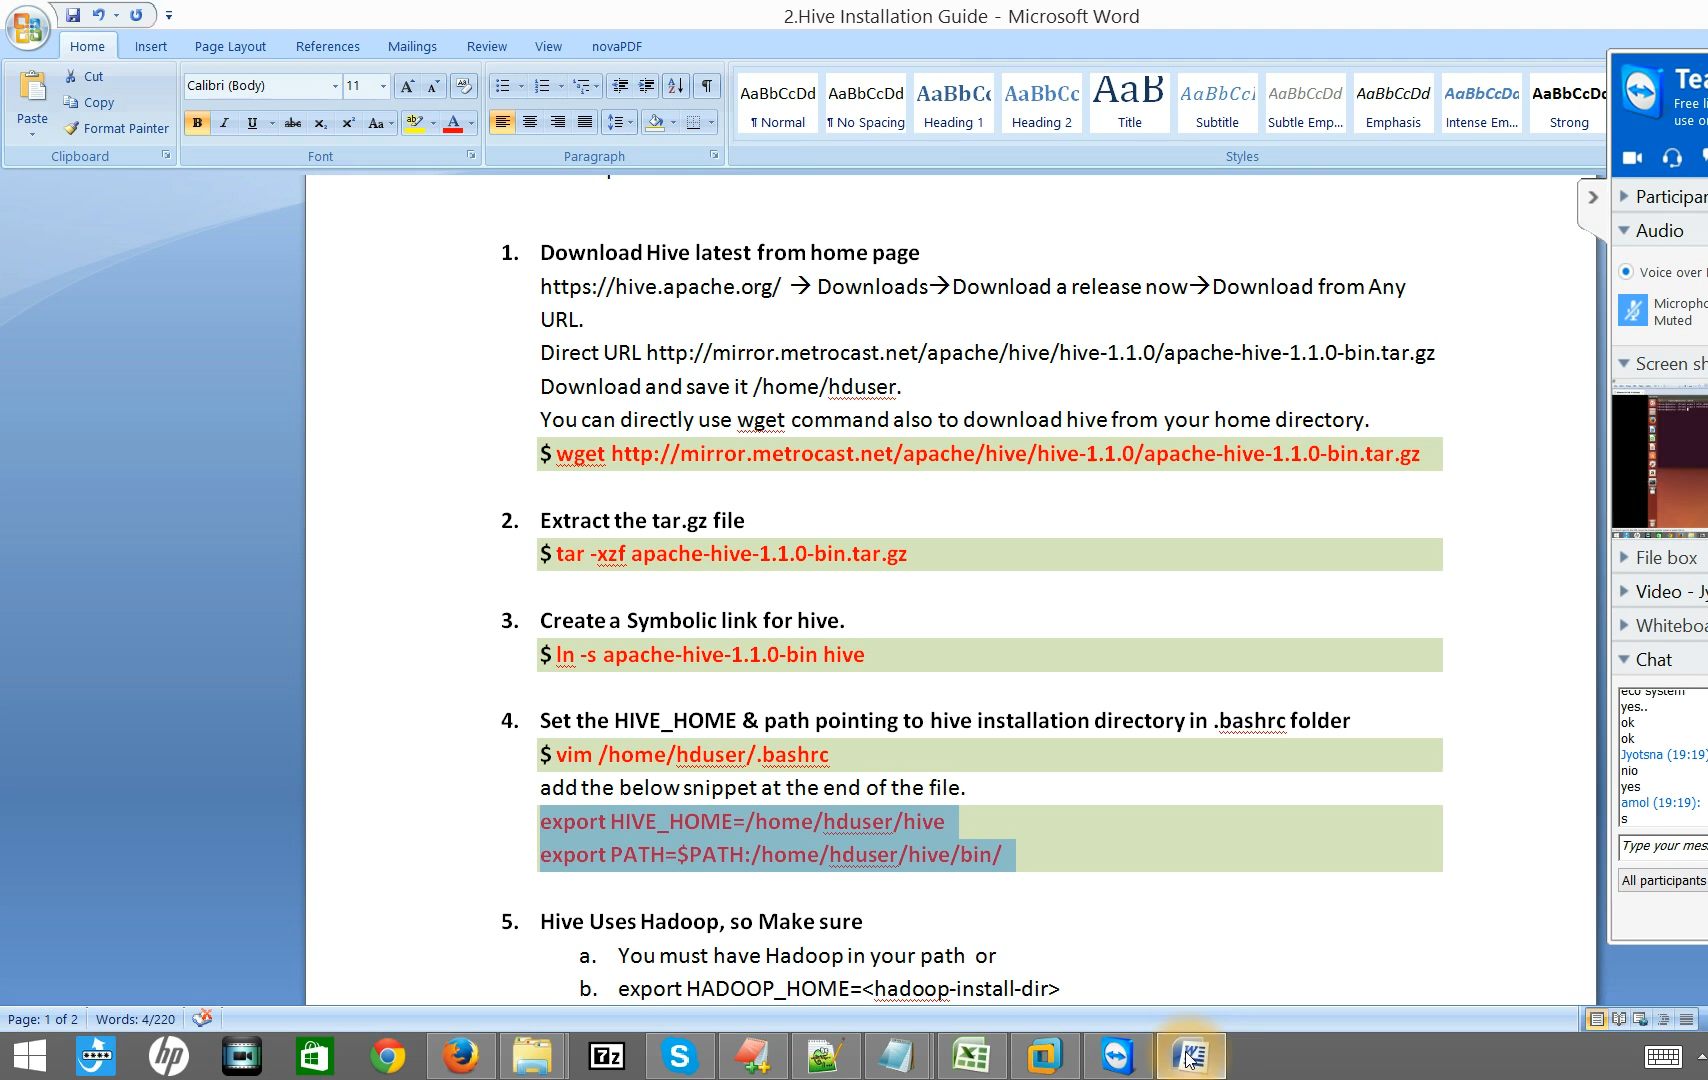 2.Hive Installation Guide - Microsoft Word
Home Insert Page Layout References Mailings Review View novaPDF
Paste
Cut
Copy
Format Painter
Clipboard
Calibri (Body) 11
Font
Paragraph
AaBbCcDd AaBbCcDd AaBbCc AaBbCc AaB AaBbCcl AaBbCcDd AaBbCcDd AaBbCcDd AaBbCcDd
¶ Normal ¶ No Spacing Heading 1 Heading 2 Title Subtitle Subtle Emp... Emphasis Intense Em... Strong
Styles
1. Download Hive latest from home page
https://hive.apache.org/ → Downloads→Download a release now→Download from Any
URL.
Direct URL http://mirror.metrocast.net/apache/hive/hive-1.1.0/apache-hive-1.1.0-bin.tar.gz
Download and save it /home/hduser.
You can directly use wget command also to download hive from your home directory.
$ wget http://mirror.metrocast.net/apache/hive/hive-1.1.0/apache-hive-1.1.0-bin.tar.gz
2. Extract the tar.gz file
$ tar -xzf apache-hive-1.1.0-bin.tar.gz
3. Create a Symbolic link for hive.
$ ln -s apache-hive-1.1.0-bin hive
4. Set the HIVE_HOME & path pointing to hive installation directory in .bashrc folder
$ vim /home/hduser/.bashrc
add the below snippet at the end of the file.
export HIVE_HOME=/home/hduser/hive
export PATH=$PATH:/home/hduser/hive/bin/
5. Hive Uses Hadoop, so Make sure
a. You must have Hadoop in your path or
b. export HADOOP_HOME=<hadoop-install-dir>
Tea
Free li
use o
Participan
Audio
Voice over
Microph
Muted
Screen sh
File box
Video - Jy
Whiteboa
Chat
eco system
yes..
ok
ok
Jyotsna (19:19)
nio
yes
amol (19:19):
s
Type your mes
All participants
Page: 1 of 2 Words: 4/220
hp
7z
S
W